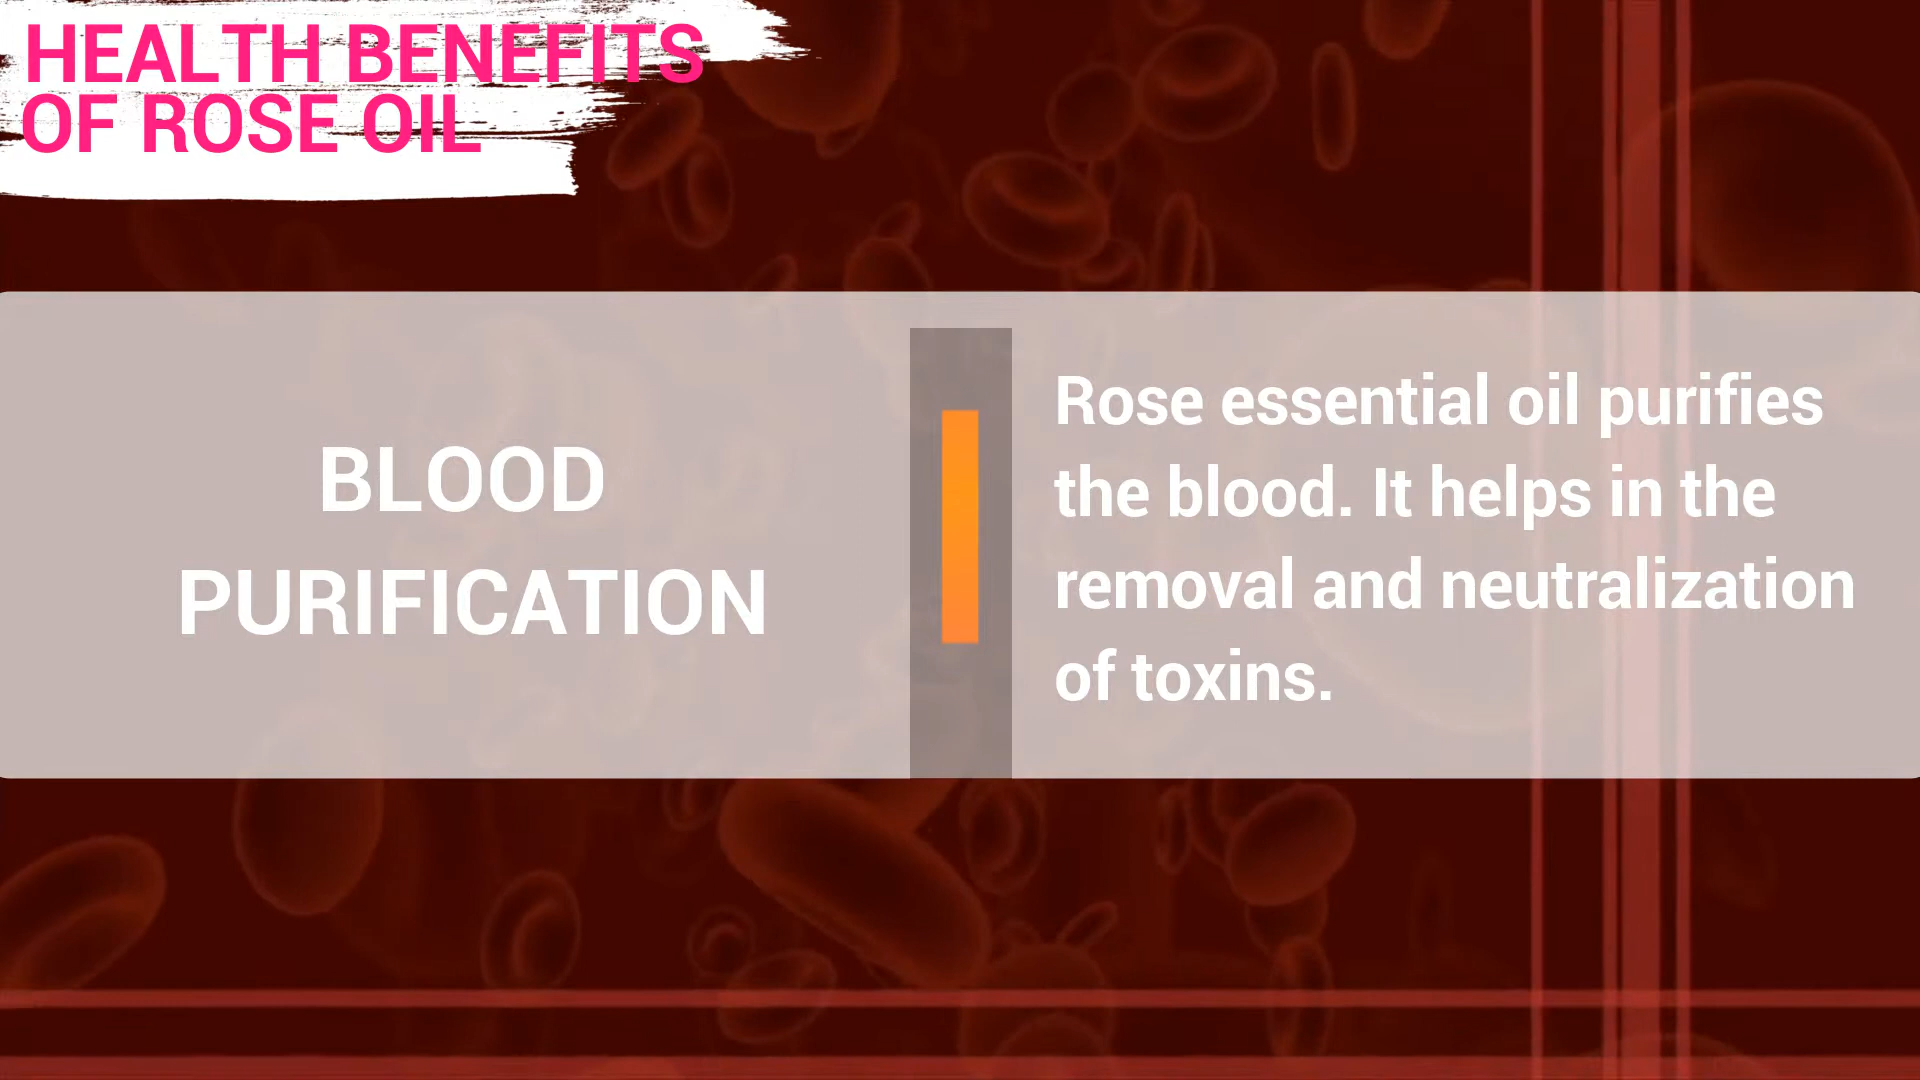 HEALTH BENEFITS
OF ROSE OIL
BLOOD
PURIFICATION
Rose essential oil purifies
the blood. It helps in the
removal and neutralization
of toxins.